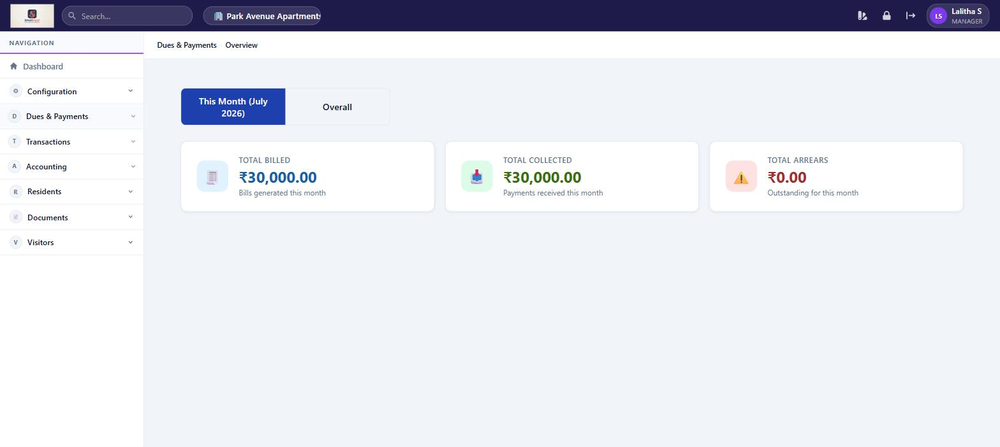 Search...
Park Avenue Apartments
LS
Lalitha S
MANAGER
NAVIGATION
Dashboard
Configuration
D Dues & Payments
T Transactions
A Accounting
R Residents
Documents
V Visitors
Dues & Payments › Overview
This Month (July
2026)
Overall
TOTAL BILLED
₹30,000.00
Bills generated this month
TOTAL COLLECTED
₹30,000.00
Payments received this month
TOTAL ARREARS
₹0.00
Outstanding for this month